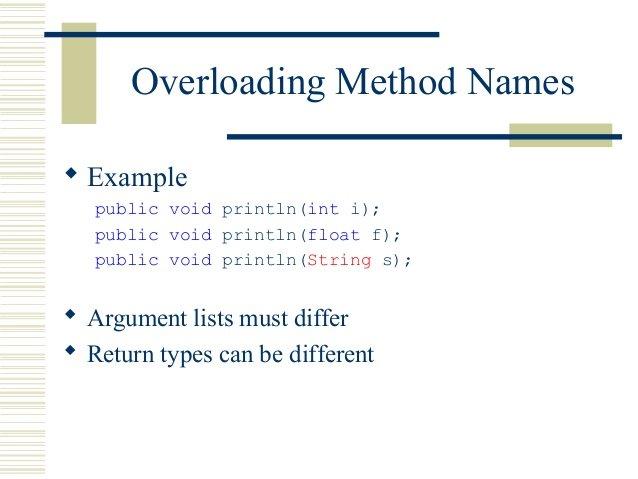 Overloading Method Names
Example
public void println(int i);
public void println(float f);
public void println(String s);
Argument lists must differ
Return types can be different